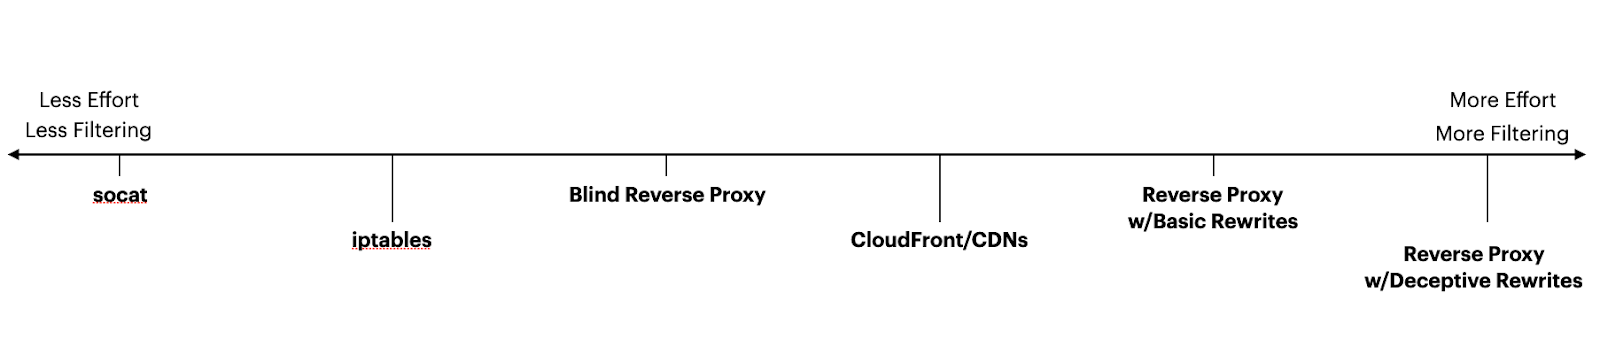 Less Effort
Less Filtering
More Effort
More Filtering
socat
iptables
Blind Reverse Proxy
CloudFront/CDNs
Reverse Proxy
w/Basic Rewrites
Reverse Proxy
w/Deceptive Rewrites